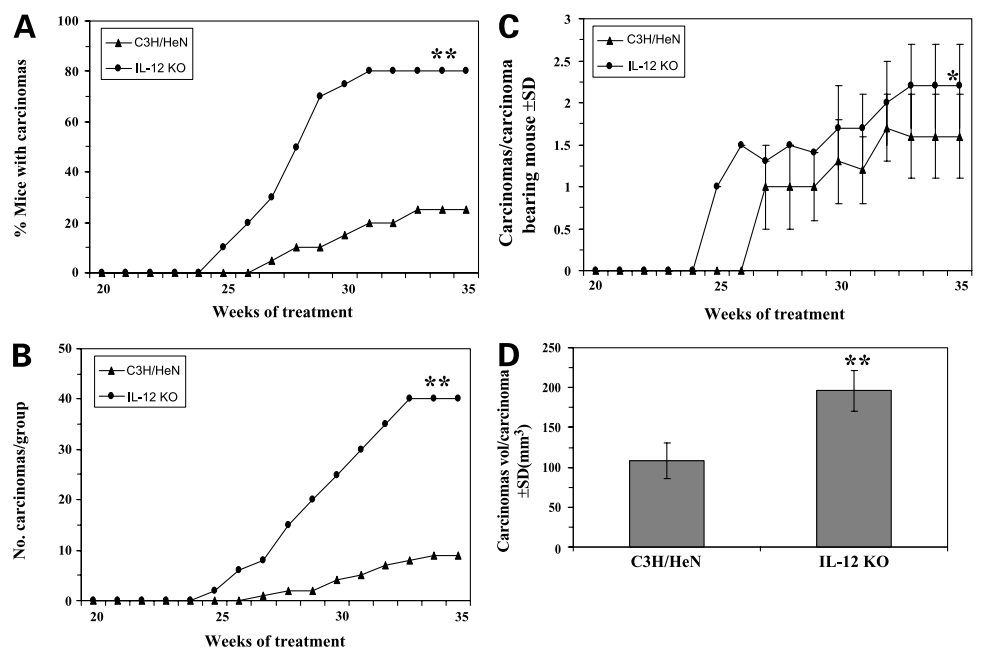 A
% Mice with carcinomas
100
80
60
40
20
0
C3H/HeN
IL-12 KO
**
20 25 30 35
Weeks of treatment
B
No. carcinomas/group
50
40
30
20
10
0
C3H/HeN
IL-12 KO
**
20 25 30 35
Weeks of treatment
C
Carcinomas/carcinoma
bearing mouse ±SD
3
2.5
2
1.5
1
0.5
0
C3H/HeN
IL-12 KO
*
20 25 30 35
Weeks of treatment
D
Carcinomas vol/carcinoma
±SD(mm³)
250
200
150
100
50
0
**
C3H/HeN IL-12 KO